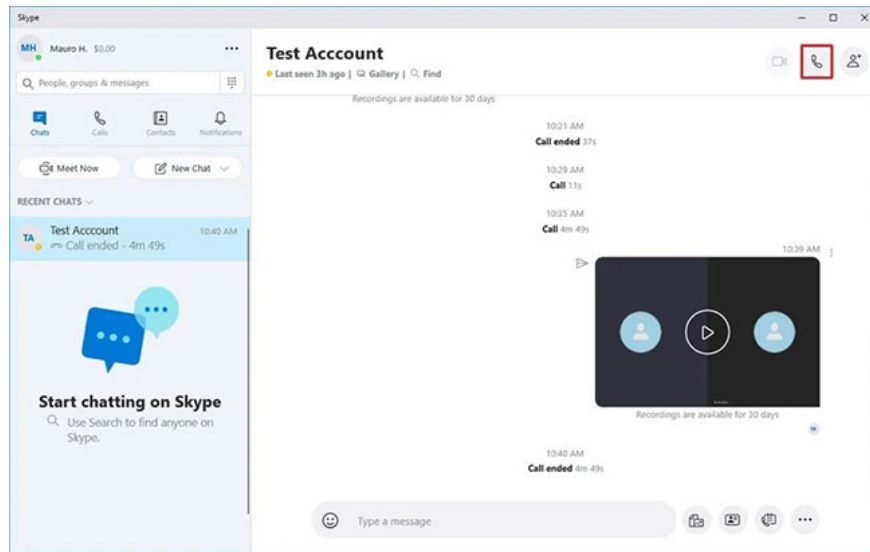 Skype
MH Mauro H. $0.00
People, groups & messages
Chats Calls Contacts Notifications
Meet Now New Chat
RECENT CHATS
TA Test Acccount 10:40 AM
Call ended - 4m 49s
Start chatting on Skype
Use Search to find anyone on
Skype.
Test Acccount
Last seen 3h ago | Gallery | Find
Recordings are available for 30 days
10:21 AM
Call ended 37s
10:29 AM
Call 11s
10:35 AM
Call 4m 49s
10:39 AM
Recordings are available for 30 days
TA
10:40 AM
Call ended 4m 49s
Type a message